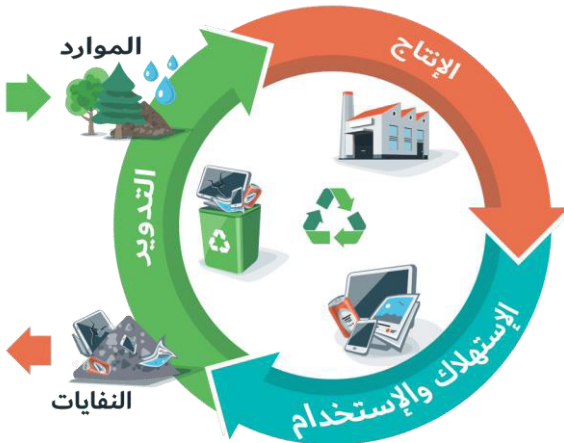 الموارد
الإنتاج
التدوير
الإستهلاك والإستخدام
النفايات